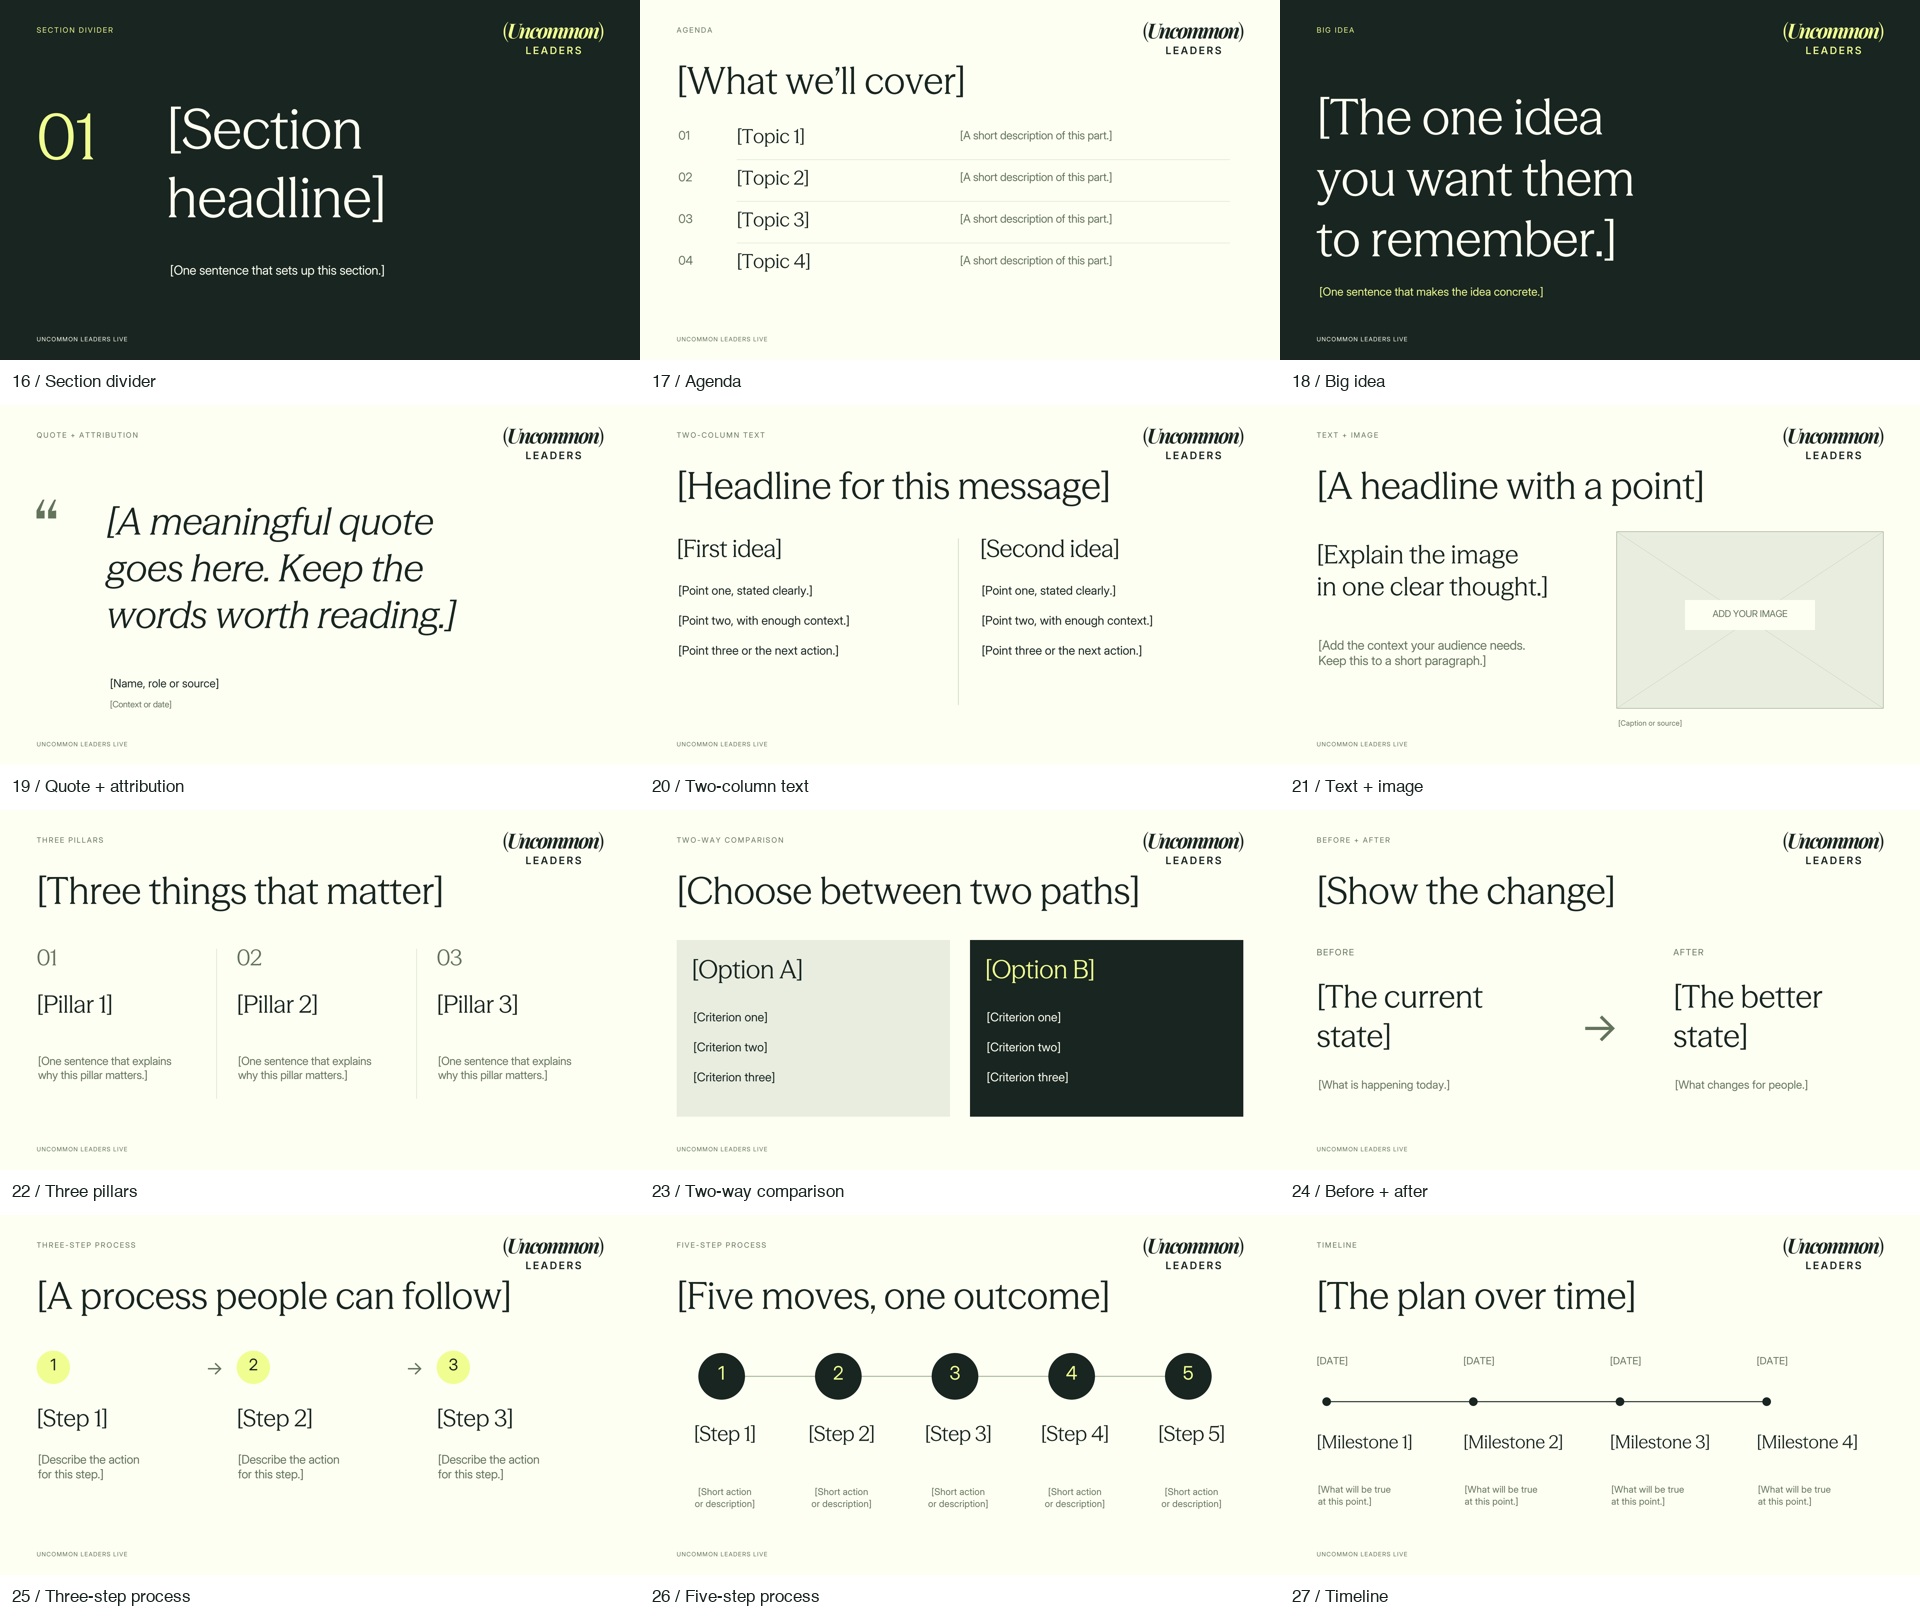 SECTION DIVIDER
(Uncommon)
LEADERS
01
[Section
headline]
[One sentence that sets up this section.]
UNCOMMON LEADERS LIVE
16 / Section divider
AGENDA
(Uncommon)
LEADERS
[What we’ll cover]
01 [Topic 1] [A short description of this part.]
02 [Topic 2] [A short description of this part.]
03 [Topic 3] [A short description of this part.]
04 [Topic 4] [A short description of this part.]
UNCOMMON LEADERS LIVE
17 / Agenda
BIG IDEA
(Uncommon)
LEADERS
[The one idea
you want them
to remember.]
[One sentence that makes the idea concrete.]
UNCOMMON LEADERS LIVE
18 / Big idea
QUOTE + ATTRIBUTION
(Uncommon)
LEADERS
“
[A meaningful quote
goes here. Keep the
words worth reading.]
[Name, role or source]
[Context or date]
UNCOMMON LEADERS LIVE
19 / Quote + attribution
TWO-COLUMN TEXT
(Uncommon)
LEADERS
[Headline for this message]
[First idea]
[Point one, stated clearly.]
[Point two, with enough context.]
[Point three or the next action.]
[Second idea]
[Point one, stated clearly.]
[Point two, with enough context.]
[Point three or the next action.]
UNCOMMON LEADERS LIVE
20 / Two-column text
TEXT + IMAGE
(Uncommon)
LEADERS
[A headline with a point]
[Explain the image
in one clear thought.]
[Add the context your audience needs.
Keep this to a short paragraph.]
ADD YOUR IMAGE
[Caption or source]
UNCOMMON LEADERS LIVE
21 / Text + image
THREE PILLARS
(Uncommon)
LEADERS
[Three things that matter]
01
[Pillar 1]
[One sentence that explains
why this pillar matters.]
02
[Pillar 2]
[One sentence that explains
why this pillar matters.]
03
[Pillar 3]
[One sentence that explains
why this pillar matters.]
UNCOMMON LEADERS LIVE
22 / Three pillars
TWO-WAY COMPARISON
(Uncommon)
LEADERS
[Choose between two paths]
[Option A]
[Criterion one]
[Criterion two]
[Criterion three]
[Option B]
[Criterion one]
[Criterion two]
[Criterion three]
UNCOMMON LEADERS LIVE
23 / Two-way comparison
BEFORE + AFTER
(Uncommon)
LEADERS
[Show the change]
BEFORE
[The current
state]
[What is happening today.]
→
AFTER
[The better
state]
[What changes for people.]
UNCOMMON LEADERS LIVE
24 / Before + after
THREE-STEP PROCESS
(Uncommon)
LEADERS
[A process people can follow]
1 → 2 → 3
[Step 1]
[Describe the action
for this step.]
[Step 2]
[Describe the action
for this step.]
[Step 3]
[Describe the action
for this step.]
UNCOMMON LEADERS LIVE
25 / Three-step process
FIVE-STEP PROCESS
(Uncommon)
LEADERS
[Five moves, one outcome]
1
[Step 1]
[Short action
or description]
2
[Step 2]
[Short action
or description]
3
[Step 3]
[Short action
or description]
4
[Step 4]
[Short action
or description]
5
[Step 5]
[Short action
or description]
UNCOMMON LEADERS LIVE
26 / Five-step process
TIMELINE
(Uncommon)
LEADERS
[The plan over time]
[DATE]
[Milestone 1]
[What will be true
at this point.]
[DATE]
[Milestone 2]
[What will be true
at this point.]
[DATE]
[Milestone 3]
[What will be true
at this point.]
[DATE]
[Milestone 4]
[What will be true
at this point.]
UNCOMMON LEADERS LIVE
27 / Timeline